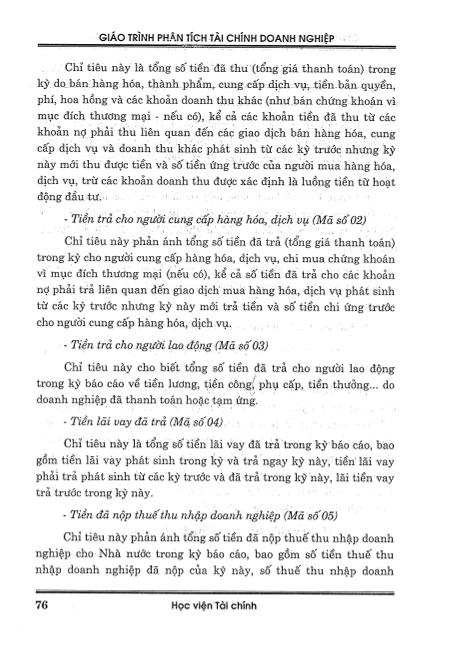 GIÁO TRÌNH PHÂN TÍCH TÀI CHÍNH DOANH NGHIỆP
Chỉ tiêu này là tổng số tiền đã thu (tổng giá thanh toán) trong
kỳ do bán hàng hóa, thành phẩm, cung cấp dịch vụ, tiền bản quyền,
phí, hoa hồng và các khoản doanh thu khác (như bán chứng khoán vì
mục đích thương mại - nếu có), kể cả các khoản tiền đã thu từ các
khoản nợ phải thu liên quan đến các giao dịch bán hàng hóa, cung
cấp dịch vụ và doanh thu khác phát sinh từ các kỳ trước nhưng kỳ
này mới thu được tiền và số tiền ứng trước của người mua hàng hóa,
dịch vụ, trừ các khoản doanh thu được xác định là luồng tiền từ hoạt
động đầu tư.
- Tiền trả cho người cung cấp hàng hóa, dịch vụ (Mã số 02)
Chỉ tiêu này phản ánh tổng số tiền đã trả (tổng giá thanh toán)
trong kỳ cho người cung cấp hàng hóa, dịch vụ, chi mua chứng khoán
vì mục đích thương mại (nếu có), kể cả số tiền đã trả cho các khoản
nợ phải trả liên quan đến giao dịch mua hàng hóa, dịch vụ phát sinh
từ các kỳ trước nhưng kỳ này mới trả tiền và số tiền chi ứng trước
cho người cung cấp hàng hóa, dịch vụ.
- Tiền trả cho người lao động (Mã số 03)
Chỉ tiêu này cho biết tổng số tiền đã trả cho người lao động
trong kỳ báo cáo về tiền lương, tiền công, phụ cấp, tiền thưởng... do
doanh nghiệp đã thanh toán hoặc tạm ứng.
- Tiền lãi vay đã trả (Mã số 04)
Chỉ tiêu này là tổng số tiền lãi vay đã trả trong kỳ báo cáo, bao
gồm tiền lãi vay phát sinh trong kỳ và trả ngay kỳ này, tiền lãi vay
phải trả phát sinh từ các kỳ trước và đã trả trong kỳ này, lãi tiền vay
trả trước trong kỳ này.
- Tiền đã nộp thuế thu nhập doanh nghiệp (Mã số 05)
Chỉ tiêu này phản ánh tổng số tiền đã nộp thuế thu nhập doanh
nghiệp cho Nhà nước trong kỳ báo cáo, bao gồm số tiền thuế thu
nhập doanh nghiệp đã nộp của kỳ này, số thuế thu nhập doanh
76 Học viện Tài chính